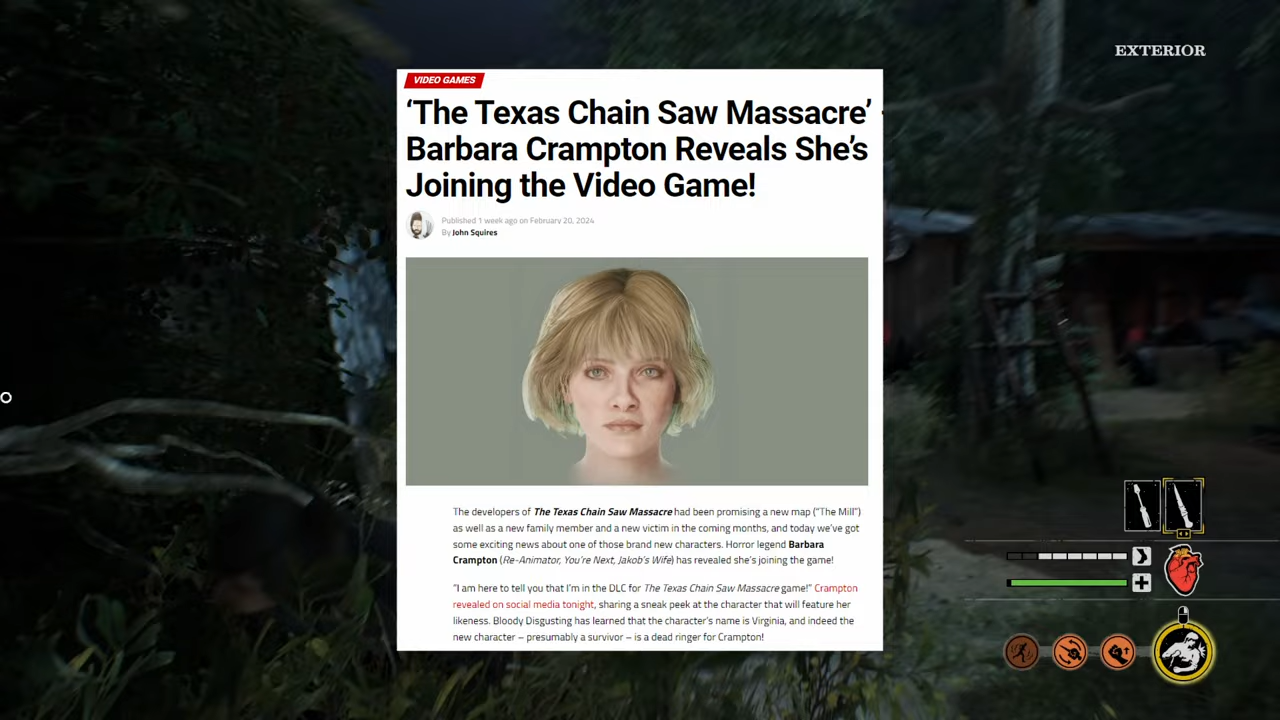 EXTERIOR
VIDEO GAMES
‘The Texas Chain Saw Massacre’
Barbara Crampton Reveals She’s
Joining the Video Game!
Published 1 week ago on February 20, 2024
By John Squires
The developers of The Texas Chain Saw Massacre had been promising a new map (“The Mill”)
as well as a new family member and a new victim in the coming months, and today we’ve got
some exciting news about one of those brand new characters. Horror legend Barbara
Crampton (Re-Animator, You’re Next, Jakob’s Wife) has revealed she’s joining the game!
“I am here to tell you that I’m in the DLC for The Texas Chain Saw Massacre game!” Crampton
revealed on social media tonight, sharing a sneak peek at the character that will feature her
likeness. Bloody Disgusting has learned that the character’s name is Virginia, and indeed the
new character – presumably a survivor – is a dead ringer for Crampton!